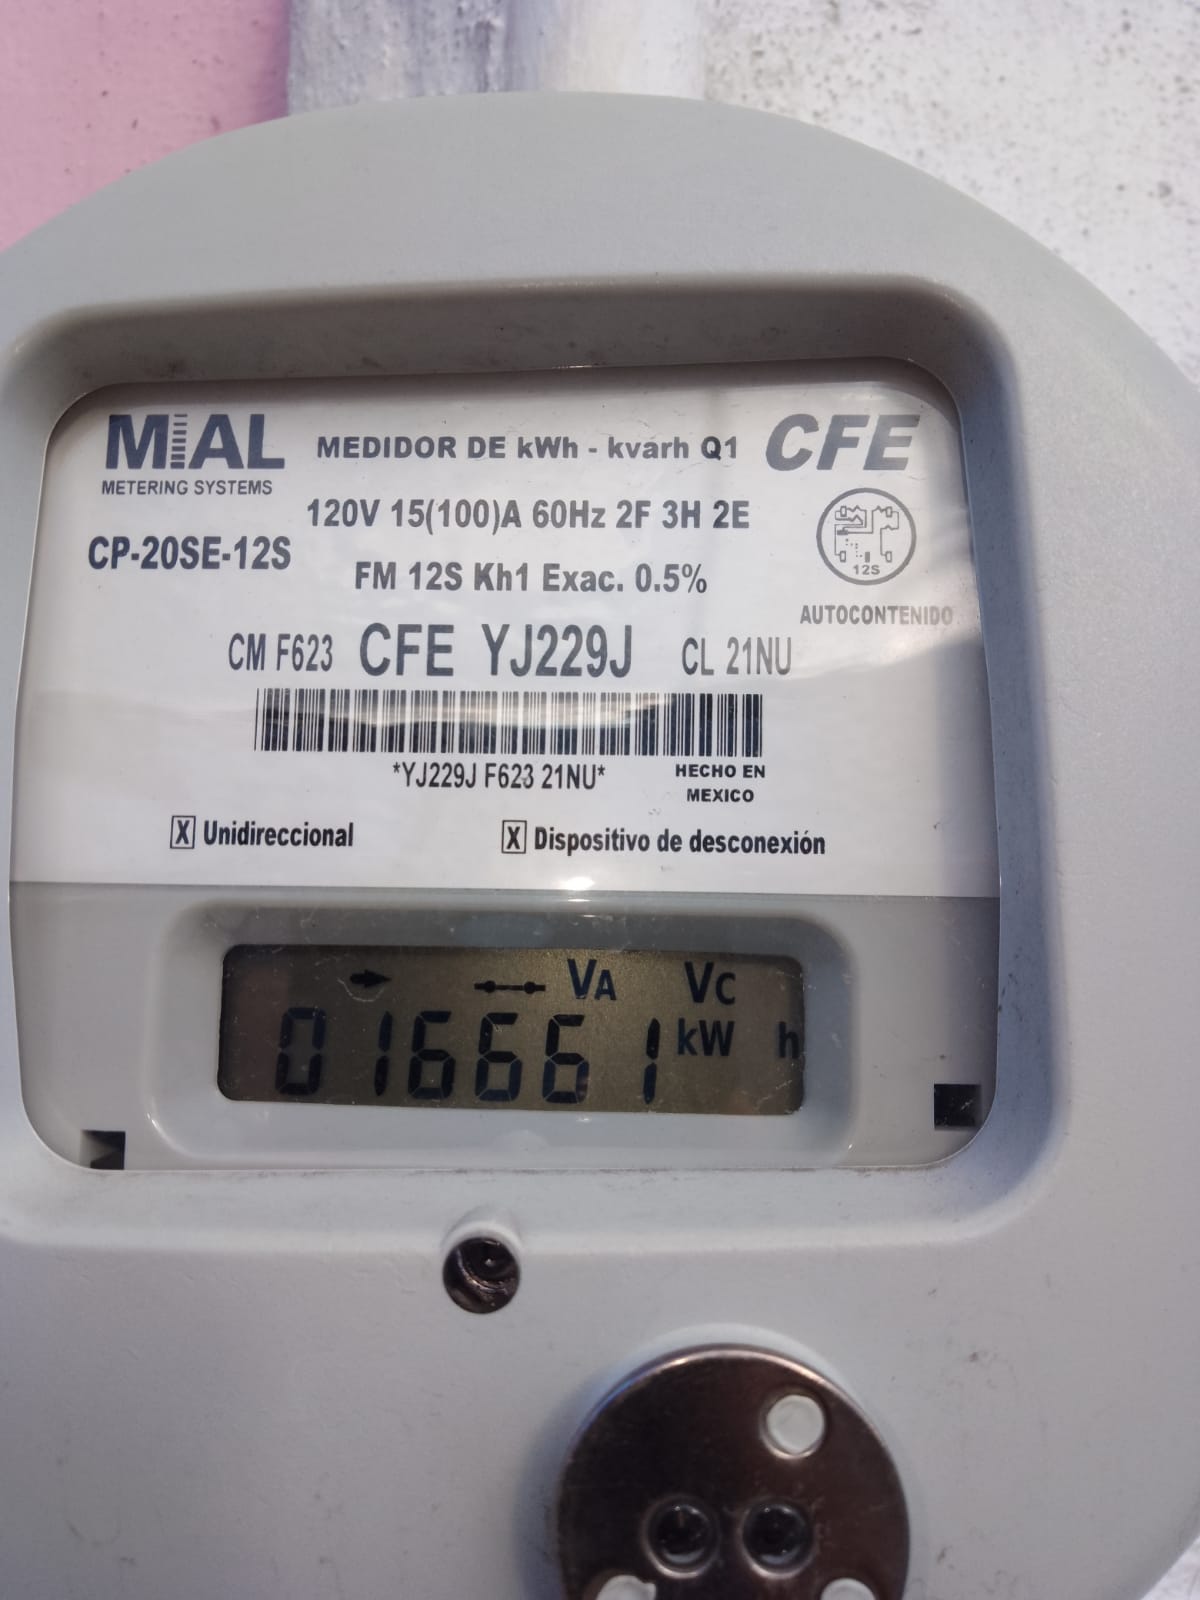 MIAL
METERING SYSTEMS
MEDIDOR DE kWh - kvarh Q1
CFE
120V 15(100)A 60Hz 2F 3H 2E
CP-20SE-12S
FM 12S Kh1 Exac. 0.5%
12S
AUTOCONTENIDO
CM F623 CFE YJ229J CL 21NU
*YJ229J F623 21NU*
HECHO EN
MEXICO
X Unidireccional
X Dispositivo de desconexión
VA VC
016661 kW h